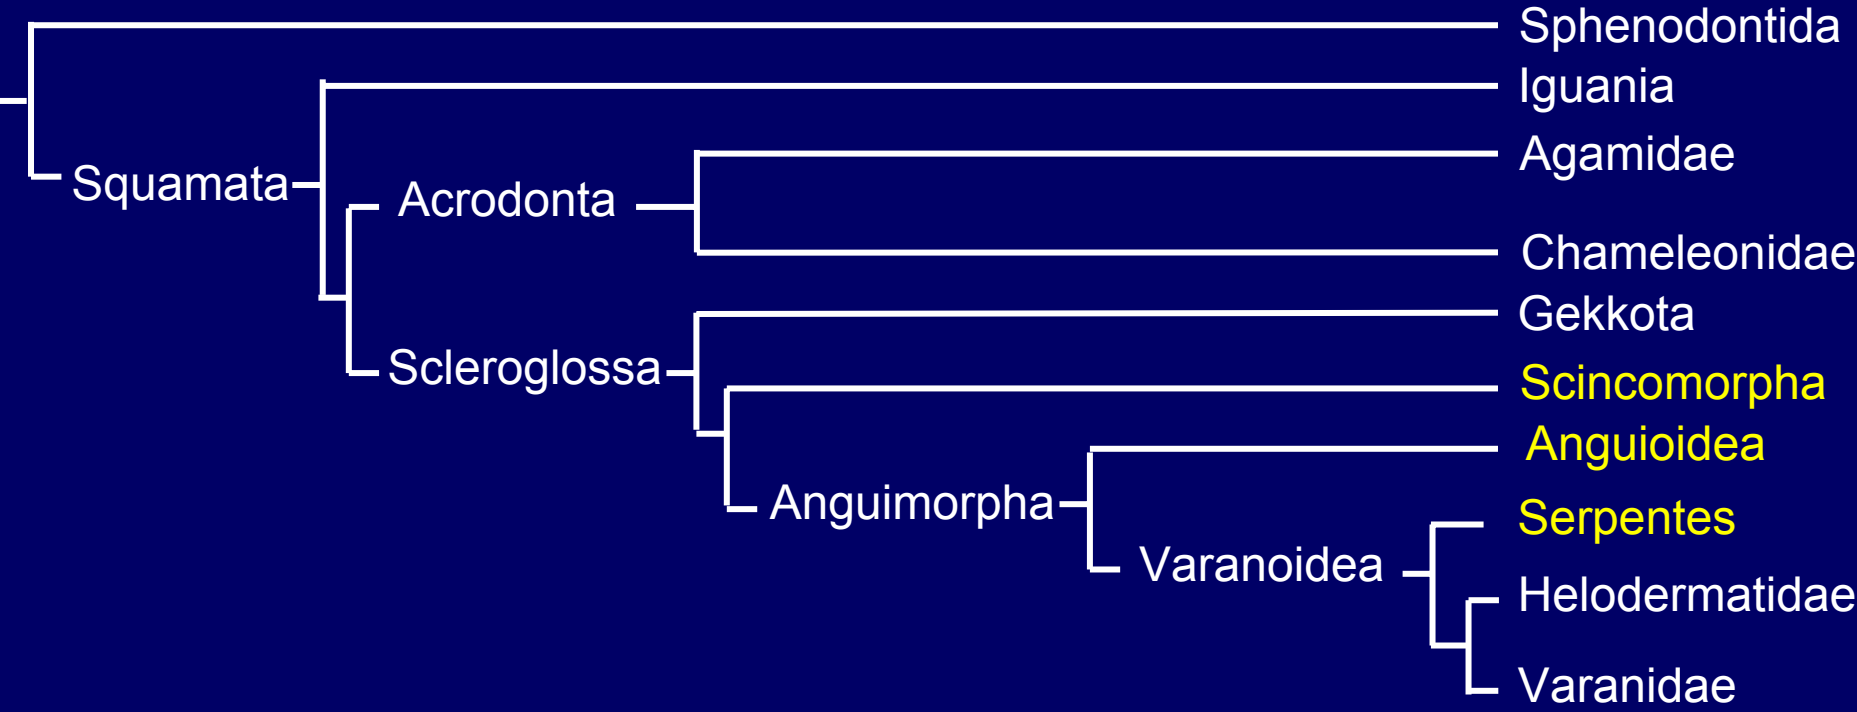 Sphenodontida
Iguania
Agamidae
Squamata
Acrodonta
Chameleonidae
Gekkota
Scleroglossa
Scincomorpha
Anguioidea
Anguimorpha
Serpentes
Varanoidea
Helodermatidae
Varanidae